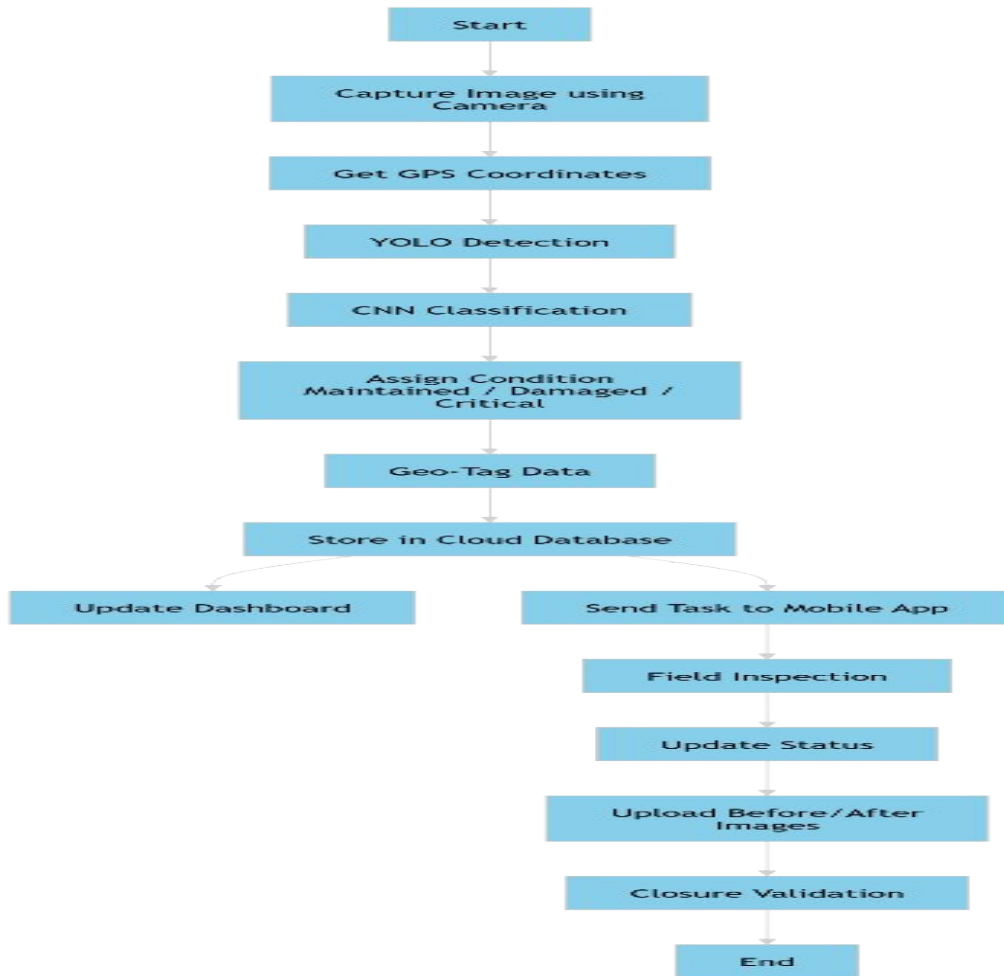 Start
Capture Image using
Camera
Get GPS Coordinates
YOLO Detection
CNN Classification
Assign Condition
Maintained / Damaged /
Critical
Geo-Tag Data
Store in Cloud Database
Update Dashboard
Send Task to Mobile App
Field Inspection
Update Status
Upload Before/After
Images
Closure Validation
End